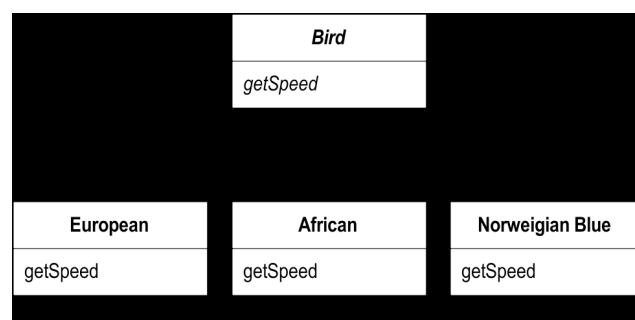 Bird
getSpeed
European
African
Norweigian Blue
getSpeed
getSpeed
getSpeed